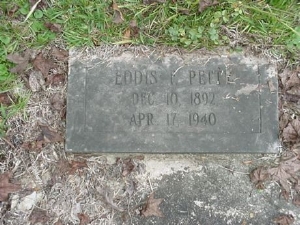 EDDIS
DEC. 10, 1892
APR. 17, 1940